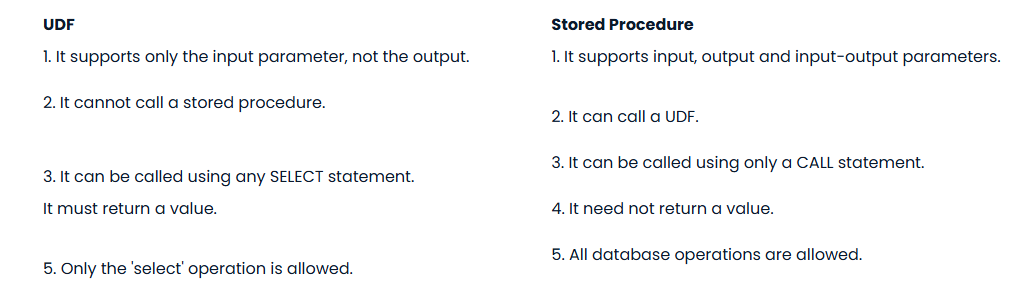 UDF
1. It supports only the input parameter, not the output.
2. It cannot call a stored procedure.
3. It can be called using any SELECT statement.
It must return a value.
5. Only the 'select' operation is allowed.
Stored Procedure
1. It supports input, output and input-output parameters.
2. It can call a UDF.
3. It can be called using only a CALL statement.
4. It need not return a value.
5. All database operations are allowed.